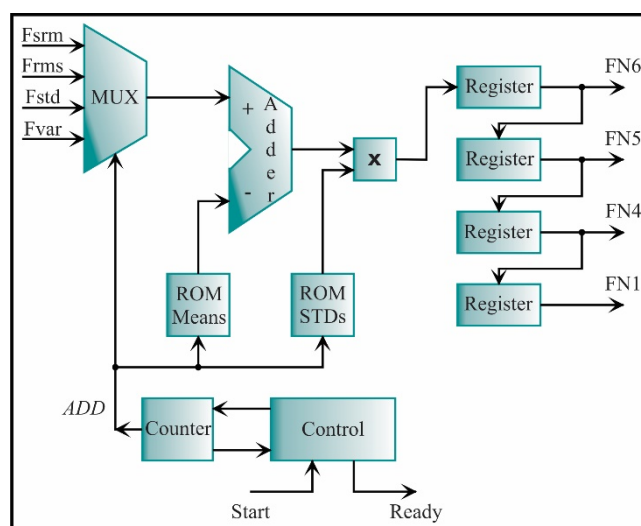 Fsrm
Frms
Fstd
Fvar
MUX
+
-
Adder
x
Register
FN6
Register
FN5
Register
FN4
Register
FN1
ROM
Means
ROM
STDs
ADD
Counter
Control
Start
Ready